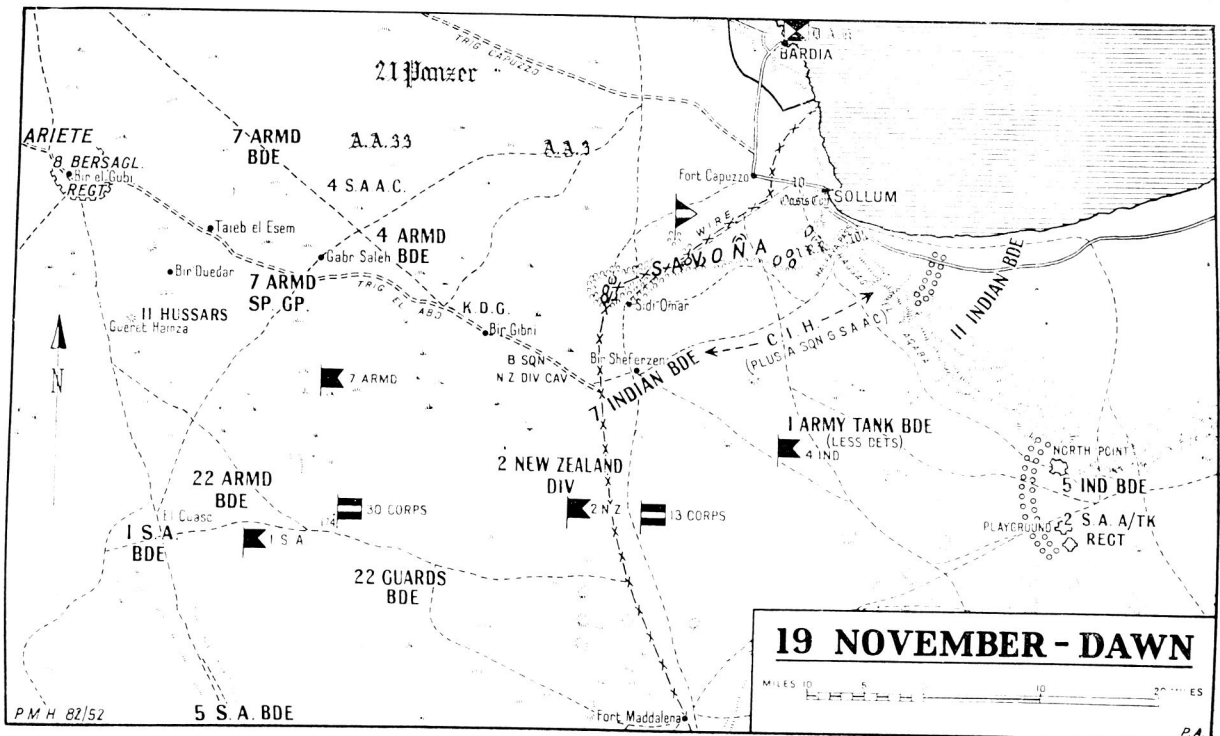 BARDIA
TRIG CAPUZZO
21 Panzer
ARIETE
7 ARMD
BDE
A.A.33
A.A.3
8 BERSAGL.
Bir el Gubi
REGT
4 S.A.A.C.
Fort Capuzzo
10
SOLLUM
WIRE
Taieb el Esem
4 ARMD
BDE
Gabr Saleh
SAVONA
10
Bir Duedar
7 ARMD
SP. GP.
TRIG EL ABD
K.D.G.
Sidi Omar
11 INDIAN BDE
11 HUSSARS
Gueret Hamza
Bir Gibni
C.I.H.
(PLUS A SQN 6 S A A C)
N
B SQN
N Z DIV CAV
Bir Sheferzen
7 INDIAN BDE
7 ARMD
1 ARMY TANK BDE
(LESS DETS)
4 IND
NORTH POINT
22 ARMD
BDE
2 NEW ZEALAND
DIV
5 IND BDE
El Cuasc
174
30 CORPS
2 N Z
13 CORPS
PLAYGROUND
2 S.A. A/TK
RECT
1 S.A.
BDE
1 S A
22 GUARDS
BDE
19 NOVEMBER - DAWN
MILES 10 5 10 20 MILES
P M H 82/52
5 S.A. BDE
Fort Maddalena
P.A.